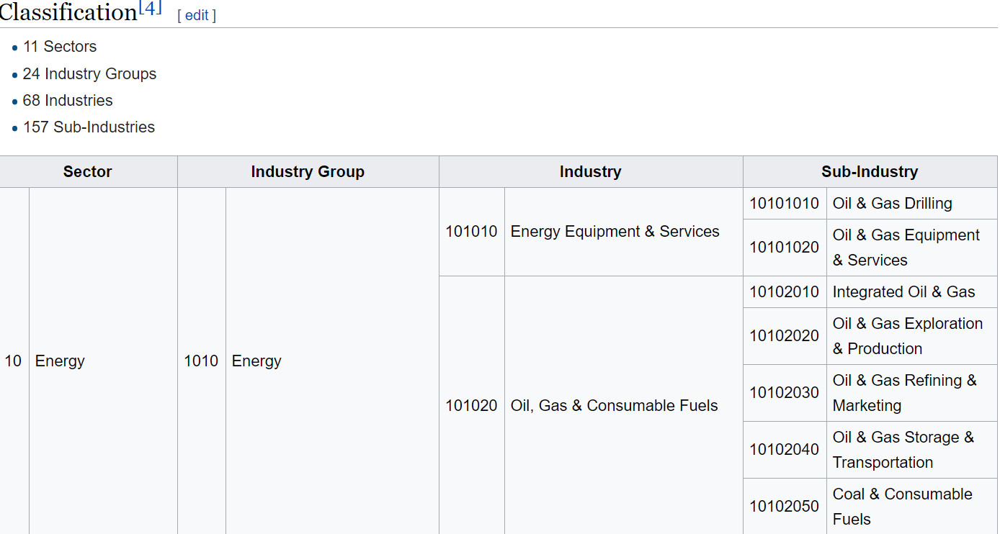 Classification[4] [ edit ]
11 Sectors
24 Industry Groups
68 Industries
157 Sub-Industries
Sector Industry Group Industry Sub-Industry
10 Energy 1010 Energy
101010 Energy Equipment & Services
10101010 Oil & Gas Drilling
10101020 Oil & Gas Equipment
& Services
101020 Oil, Gas & Consumable Fuels
10102010 Integrated Oil & Gas
10102020 Oil & Gas Exploration
& Production
10102030 Oil & Gas Refining &
Marketing
10102040 Oil & Gas Storage &
Transportation
10102050 Coal & Consumable
Fuels